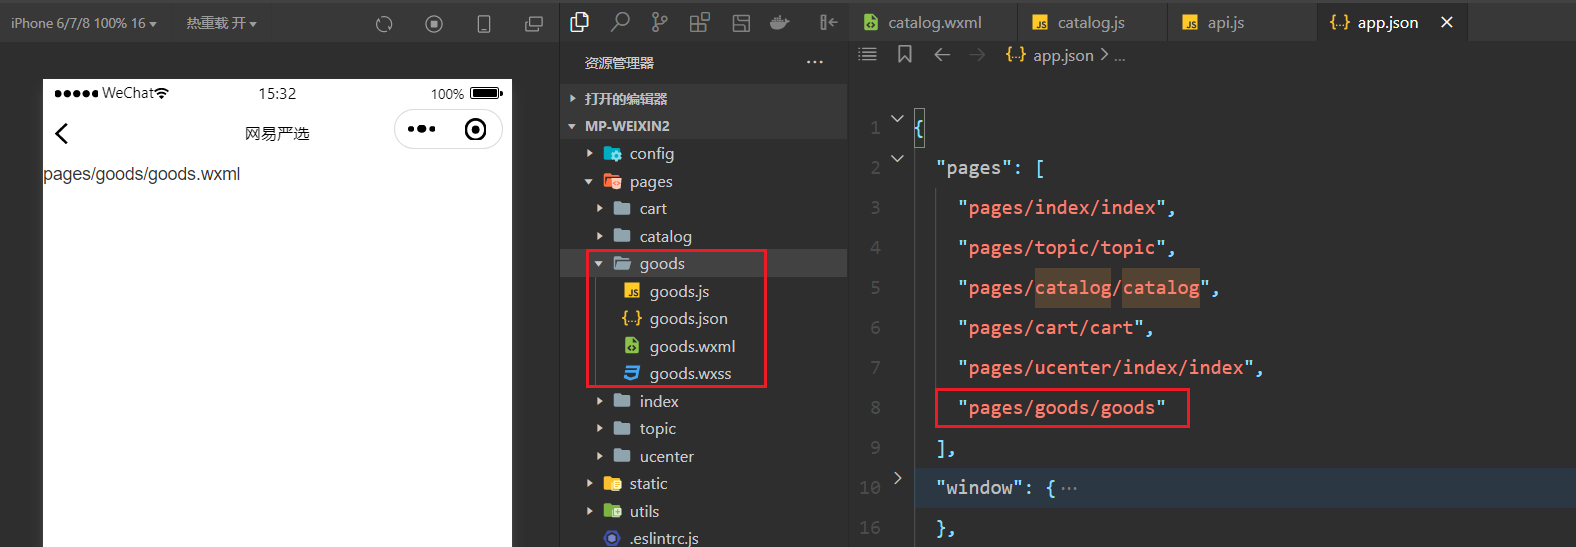 iPhone 6/7/8 100% 16
热重载 开
WeChat
15:32
100%
网易严选
pages/goods/goods.wxml
资源管理器
打开的编辑器
MP-WEIXIN2
config
pages
cart
catalog
goods
JS goods.js
{..} goods.json
goods.wxml
goods.wxss
index
topic
ucenter
static
utils
.eslintrc.js
catalog.wxml
JS catalog.js
JS api.js
{..} app.json
{..} app.json > ...
1 {
2 "pages": [
3 "pages/index/index",
4 "pages/topic/topic",
5 "pages/catalog/catalog",
6 "pages/cart/cart",
7 "pages/ucenter/index/index",
8 "pages/goods/goods"
9 ],
10 "window": { ···
16 },